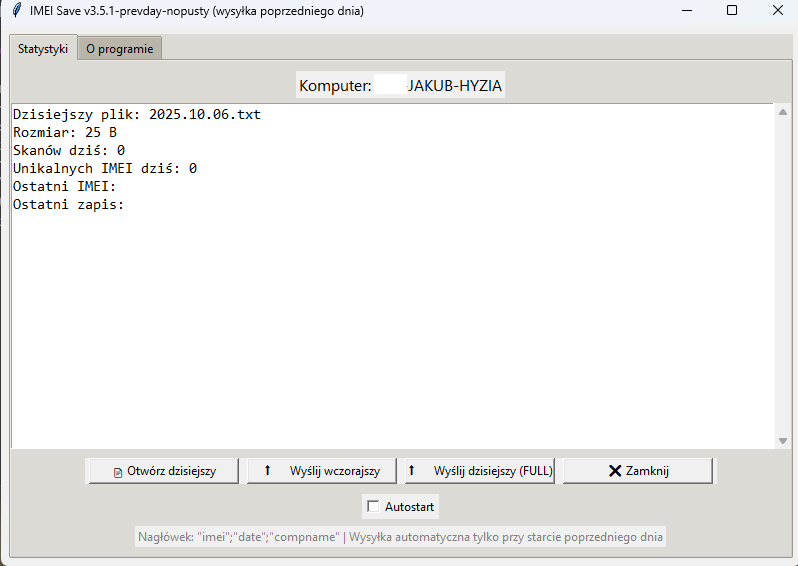 IMEI Save v3.5.1-prevday-nopusty (wysyłka poprzedniego dnia)
Statystyki
O programie
Komputer: JAKUB-HYZIA
Dzisiejszy plik: 2025.10.06.txt
Rozmiar: 25 B
Skanów dziś: 0
Unikalnych IMEI dziś: 0
Ostatni IMEI:
Ostatni zapis:
Otwórz dzisiejszy
Wyślij wczorajszy
Wyślij dzisiejszy (FULL)
Zamknij
Autostart
Nagłówek: "imei";"date";"compname" | Wysyłka automatyczna tylko przy starcie poprzedniego dnia